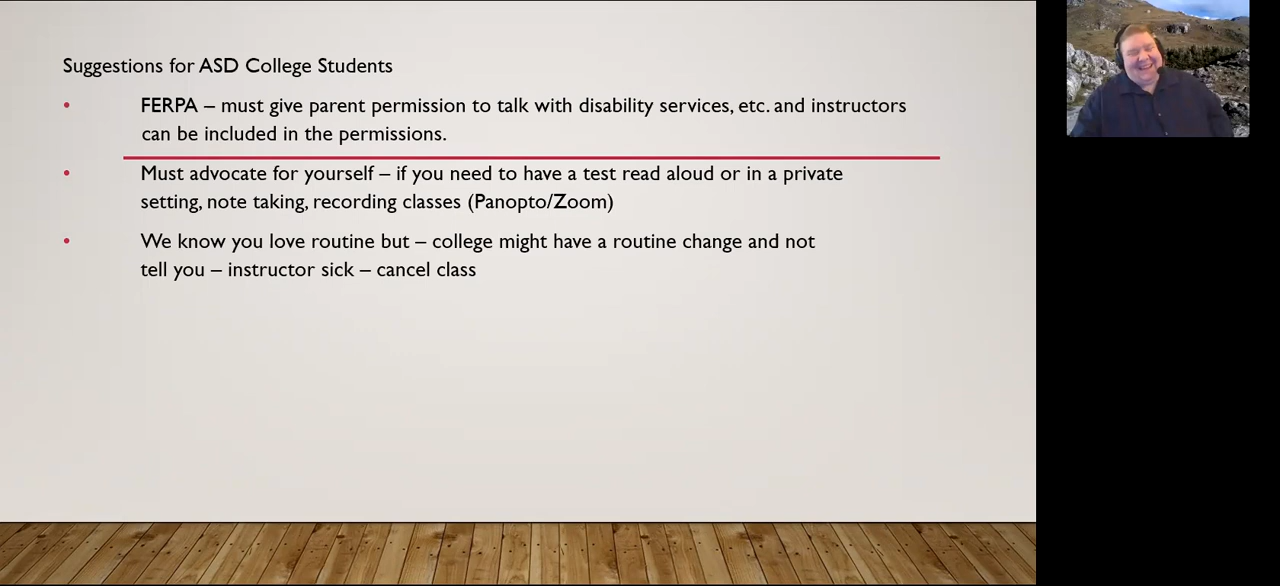 Suggestions for ASD College Students
• FERPA – must give parent permission to talk with disability services, etc. and instructors
can be included in the permissions.
• Must advocate for yourself – if you need to have a test read aloud or in a private
setting, note taking, recording classes (Panopto/Zoom)
• We know you love routine but – college might have a routine change and not
tell you – instructor sick – cancel class